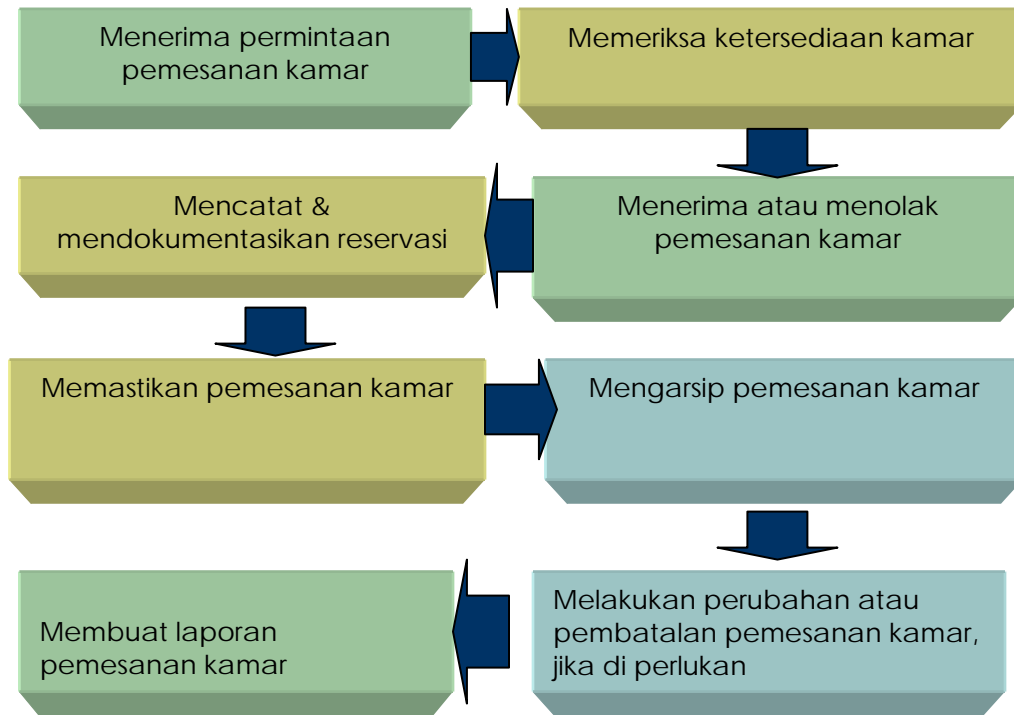 Menerima permintaan
pemesanan kamar
Memeriksa ketersediaan kamar
Menerima atau menolak
pemesanan kamar
Mencatat &
mendokumentasikan reservasi
Memastikan pemesanan kamar
Mengarsip pemesanan kamar
Melakukan perubahan atau
pembatalan pemesanan kamar,
jika di perlukan
Membuat laporan
pemesanan kamar